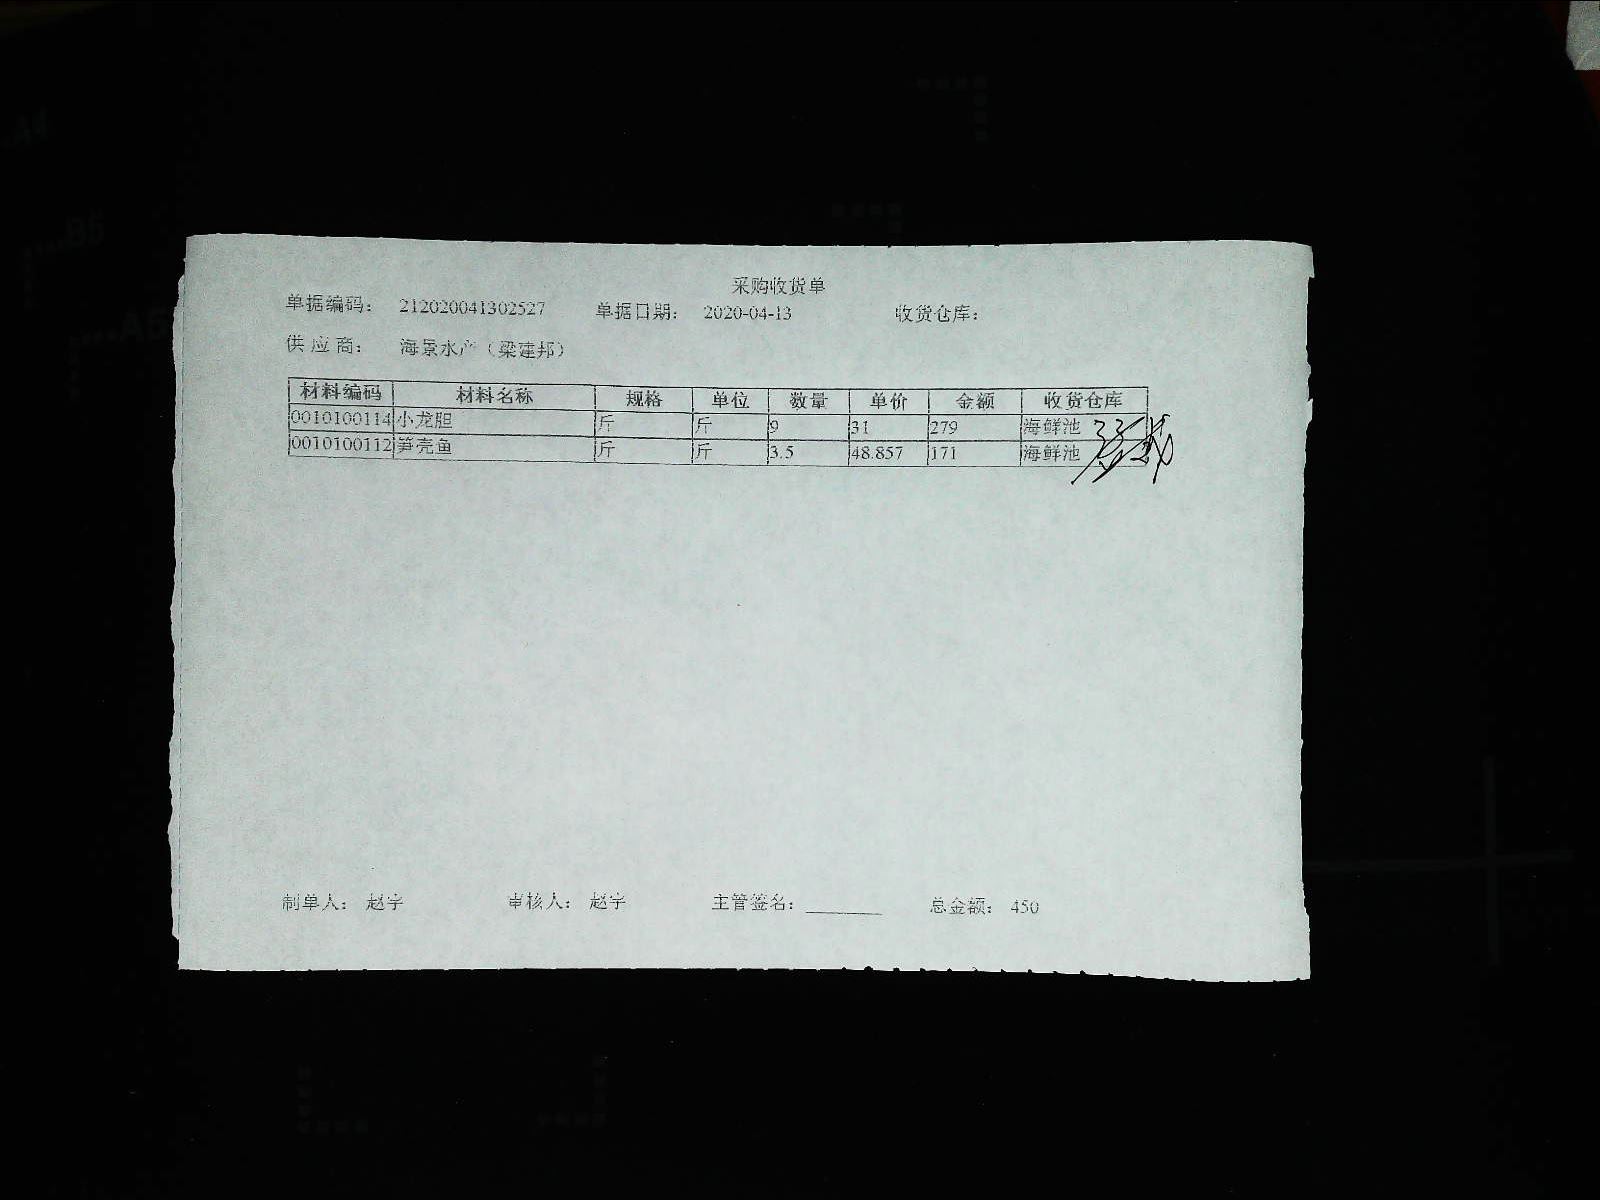 采购收货单
单据编码： 212020041302527 单据日期： 2020-04-13 收货仓库：
供 应 商： 海景水产（梁建邦）
材料编码 材料名称 规格 单位 数量 单价 金额 收货仓库
0010100114 小龙胆 斤 斤 9 31 279 海鲜池
0010100112 笋壳鱼 斤 斤 3.5 48.857 171 海鲜池
制单人： 赵宇 审核人： 赵宇 主管签名：________ 总金额： 450
A4
B5
A5